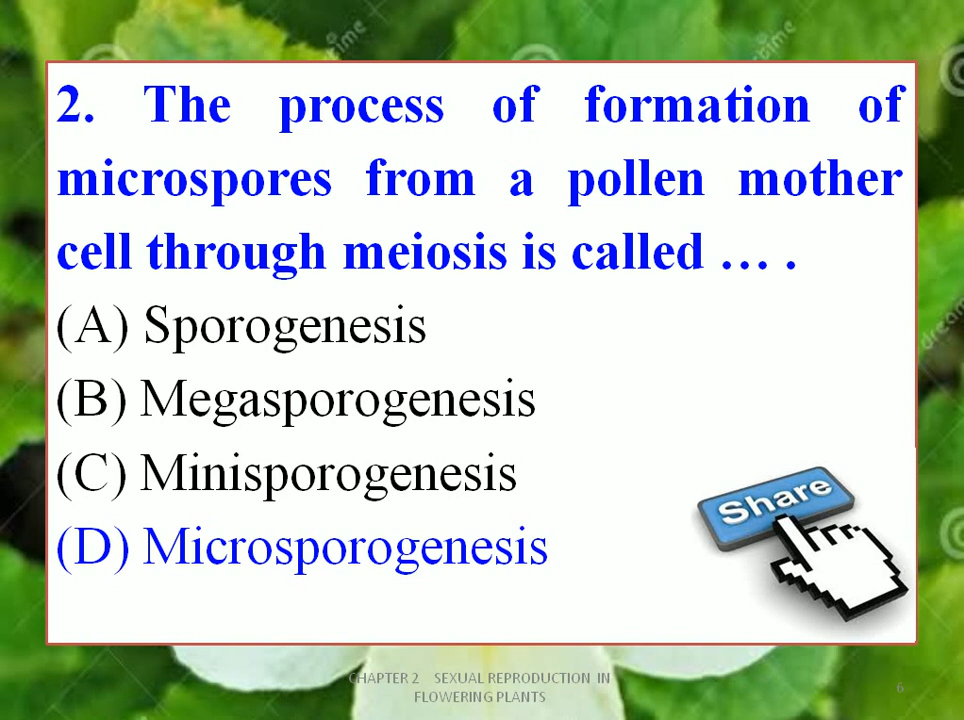 2. The process of formation of
microspores from a pollen mother
cell through meiosis is called … .
(A) Sporogenesis
(B) Megasporogenesis
(C) Minisporogenesis
(D) Microsporogenesis
Share
CHAPTER 2 SEXUAL REPRODUCTION IN
FLOWERING PLANTS
6